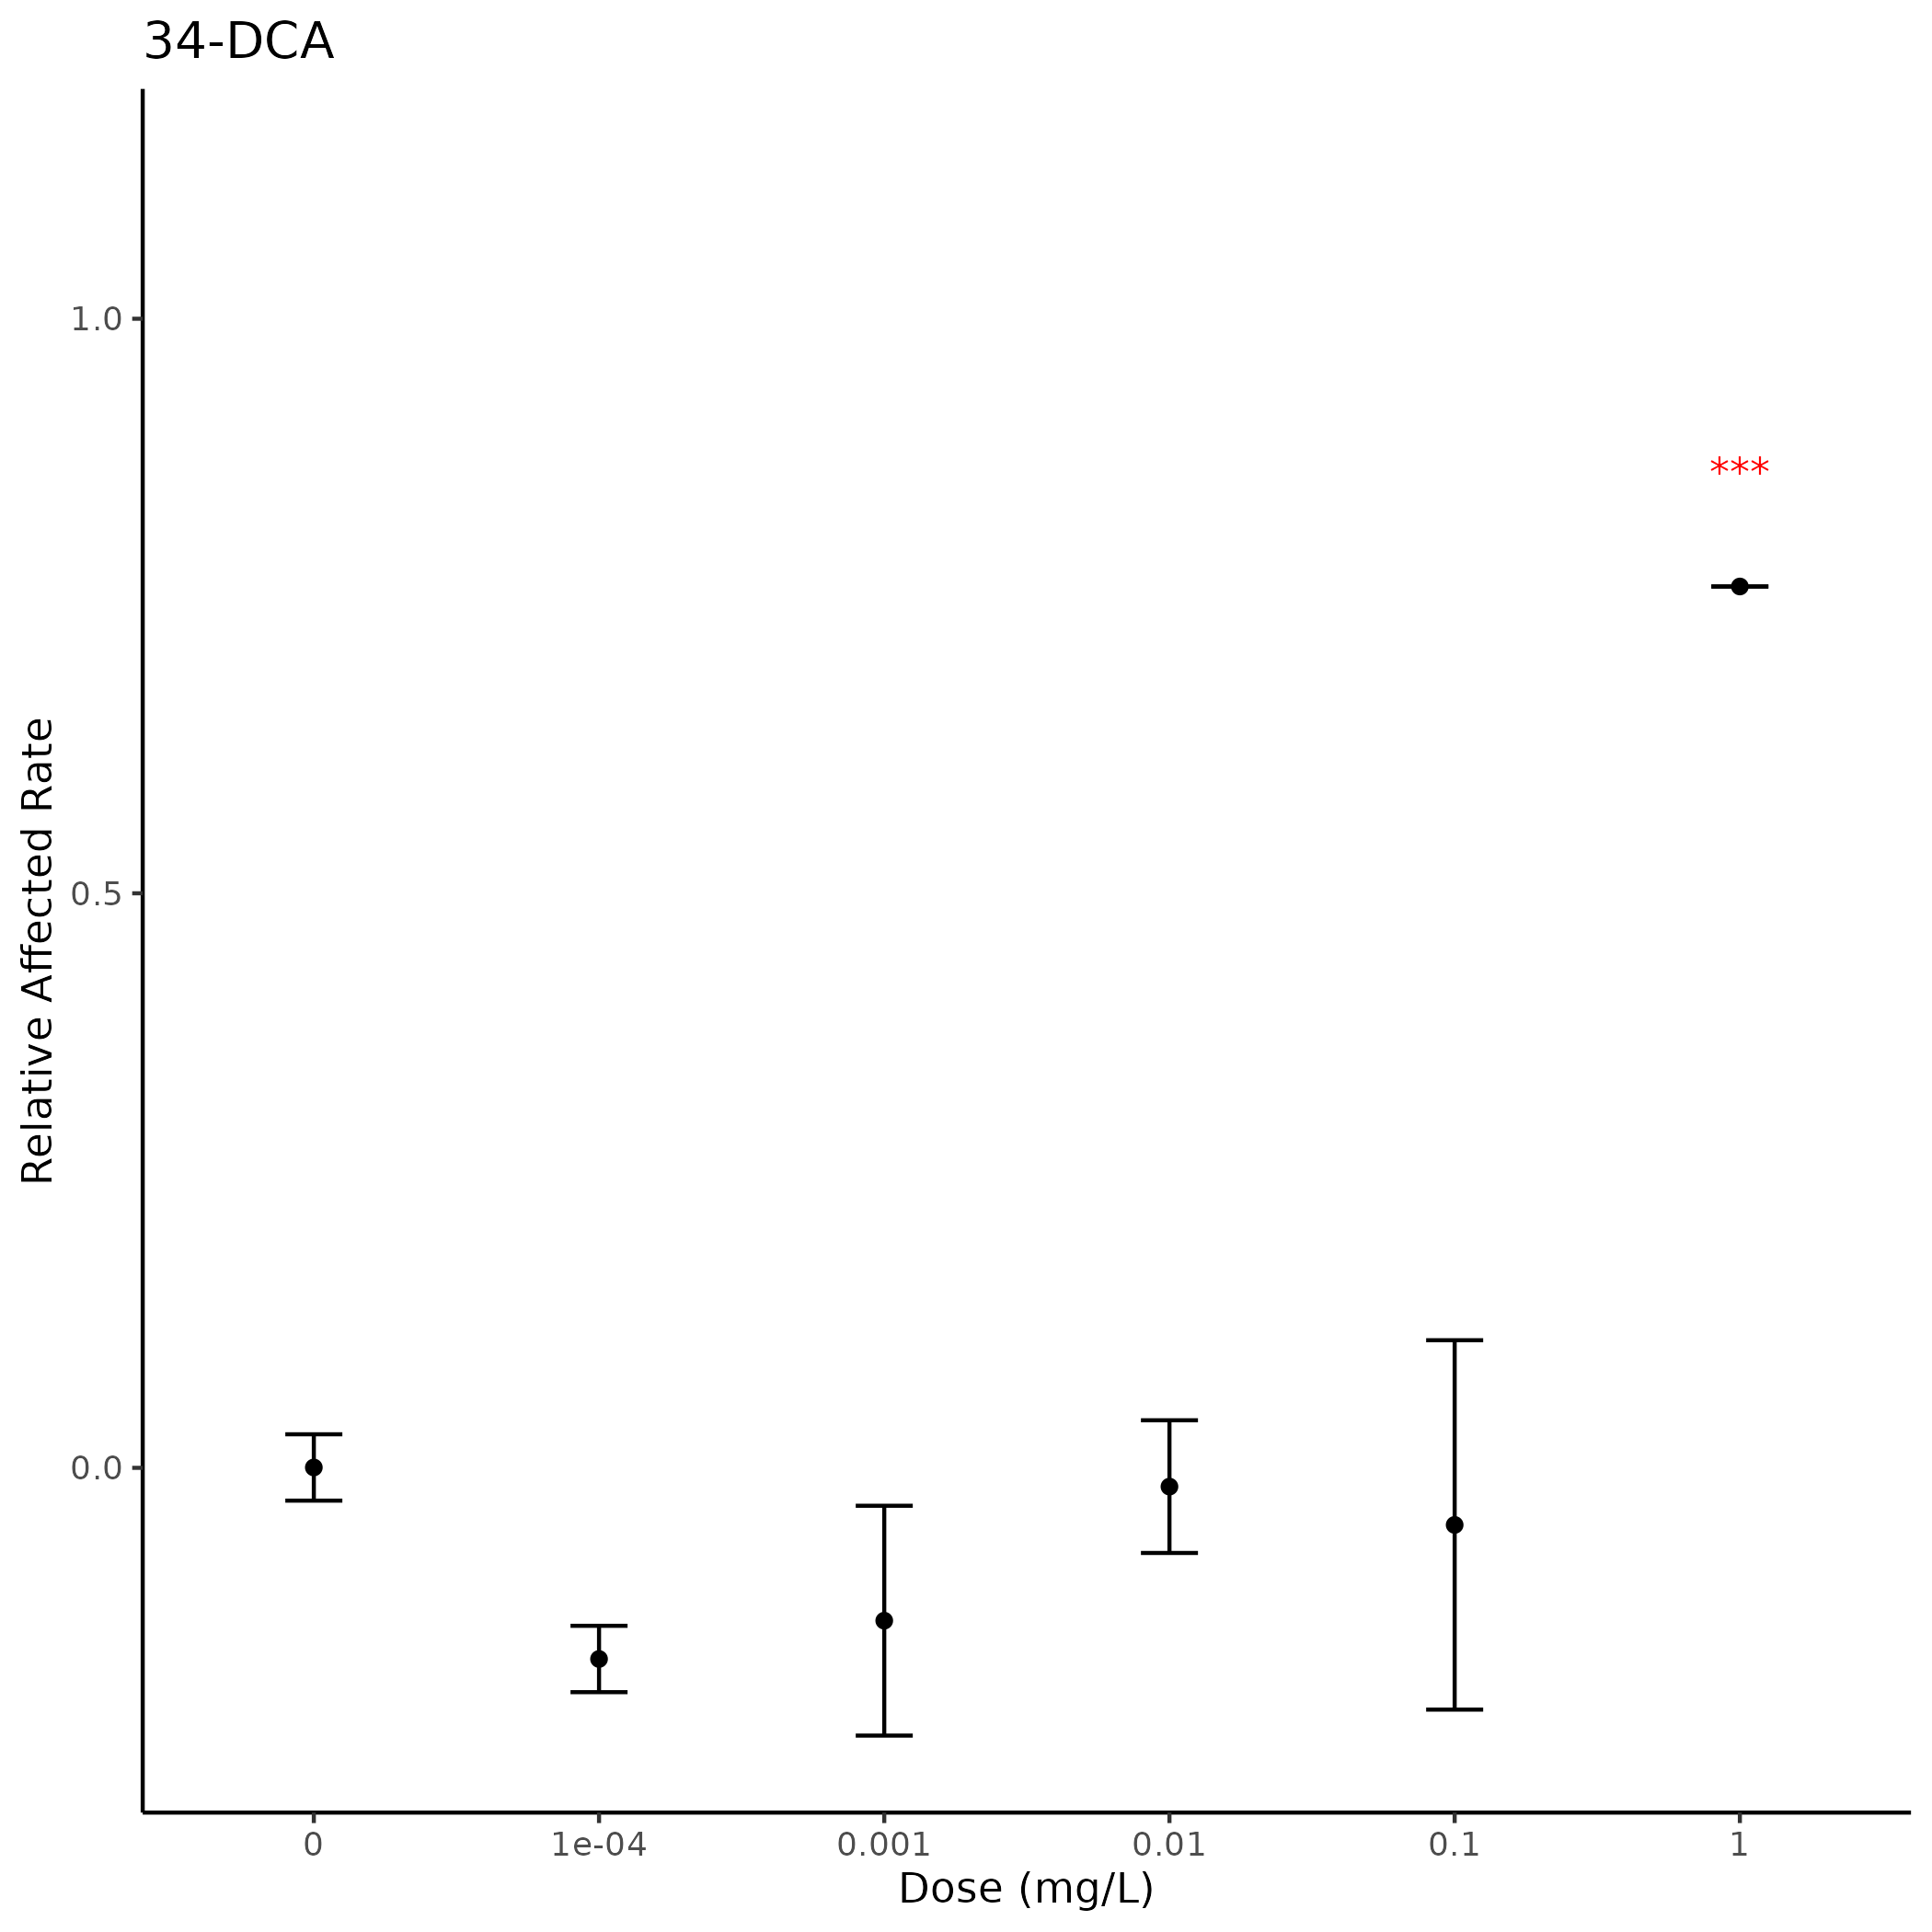 34-DCA
1.0
0.5
0.0
Relative Affected Rate
***
0 1e-04 0.001 0.01 0.1 1
Dose (mg/L)